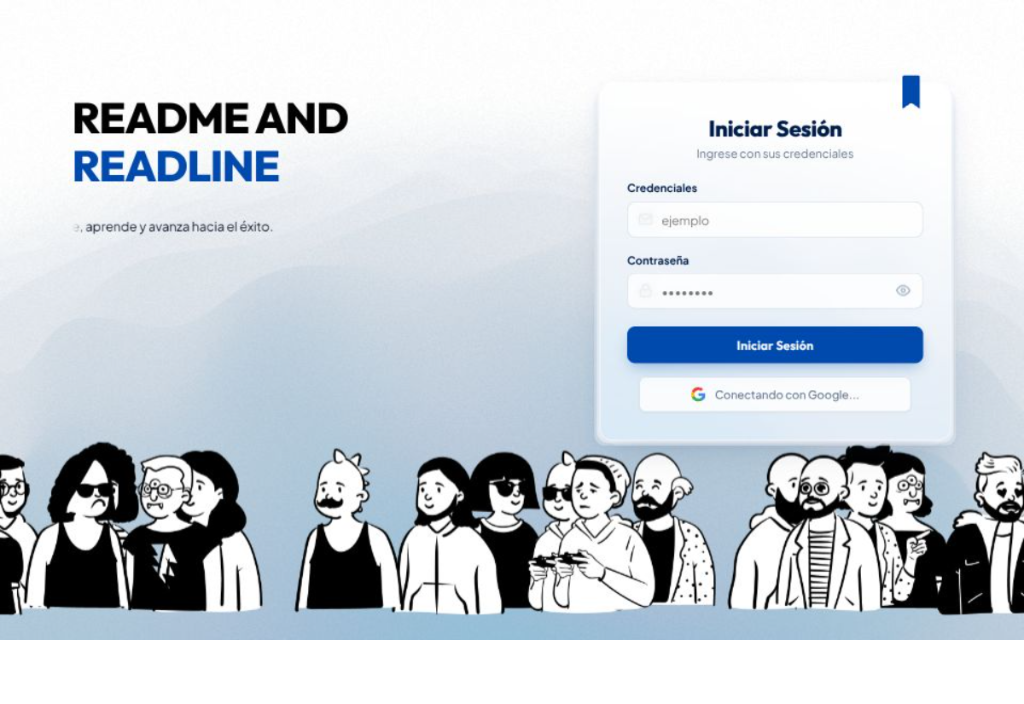 README AND
READLINE
e, aprende y avanza hacia el éxito.
Iniciar Sesión
Ingrese con sus credenciales
Credenciales
ejemplo
Contraseña
Iniciar Sesión
Conectando con Google...